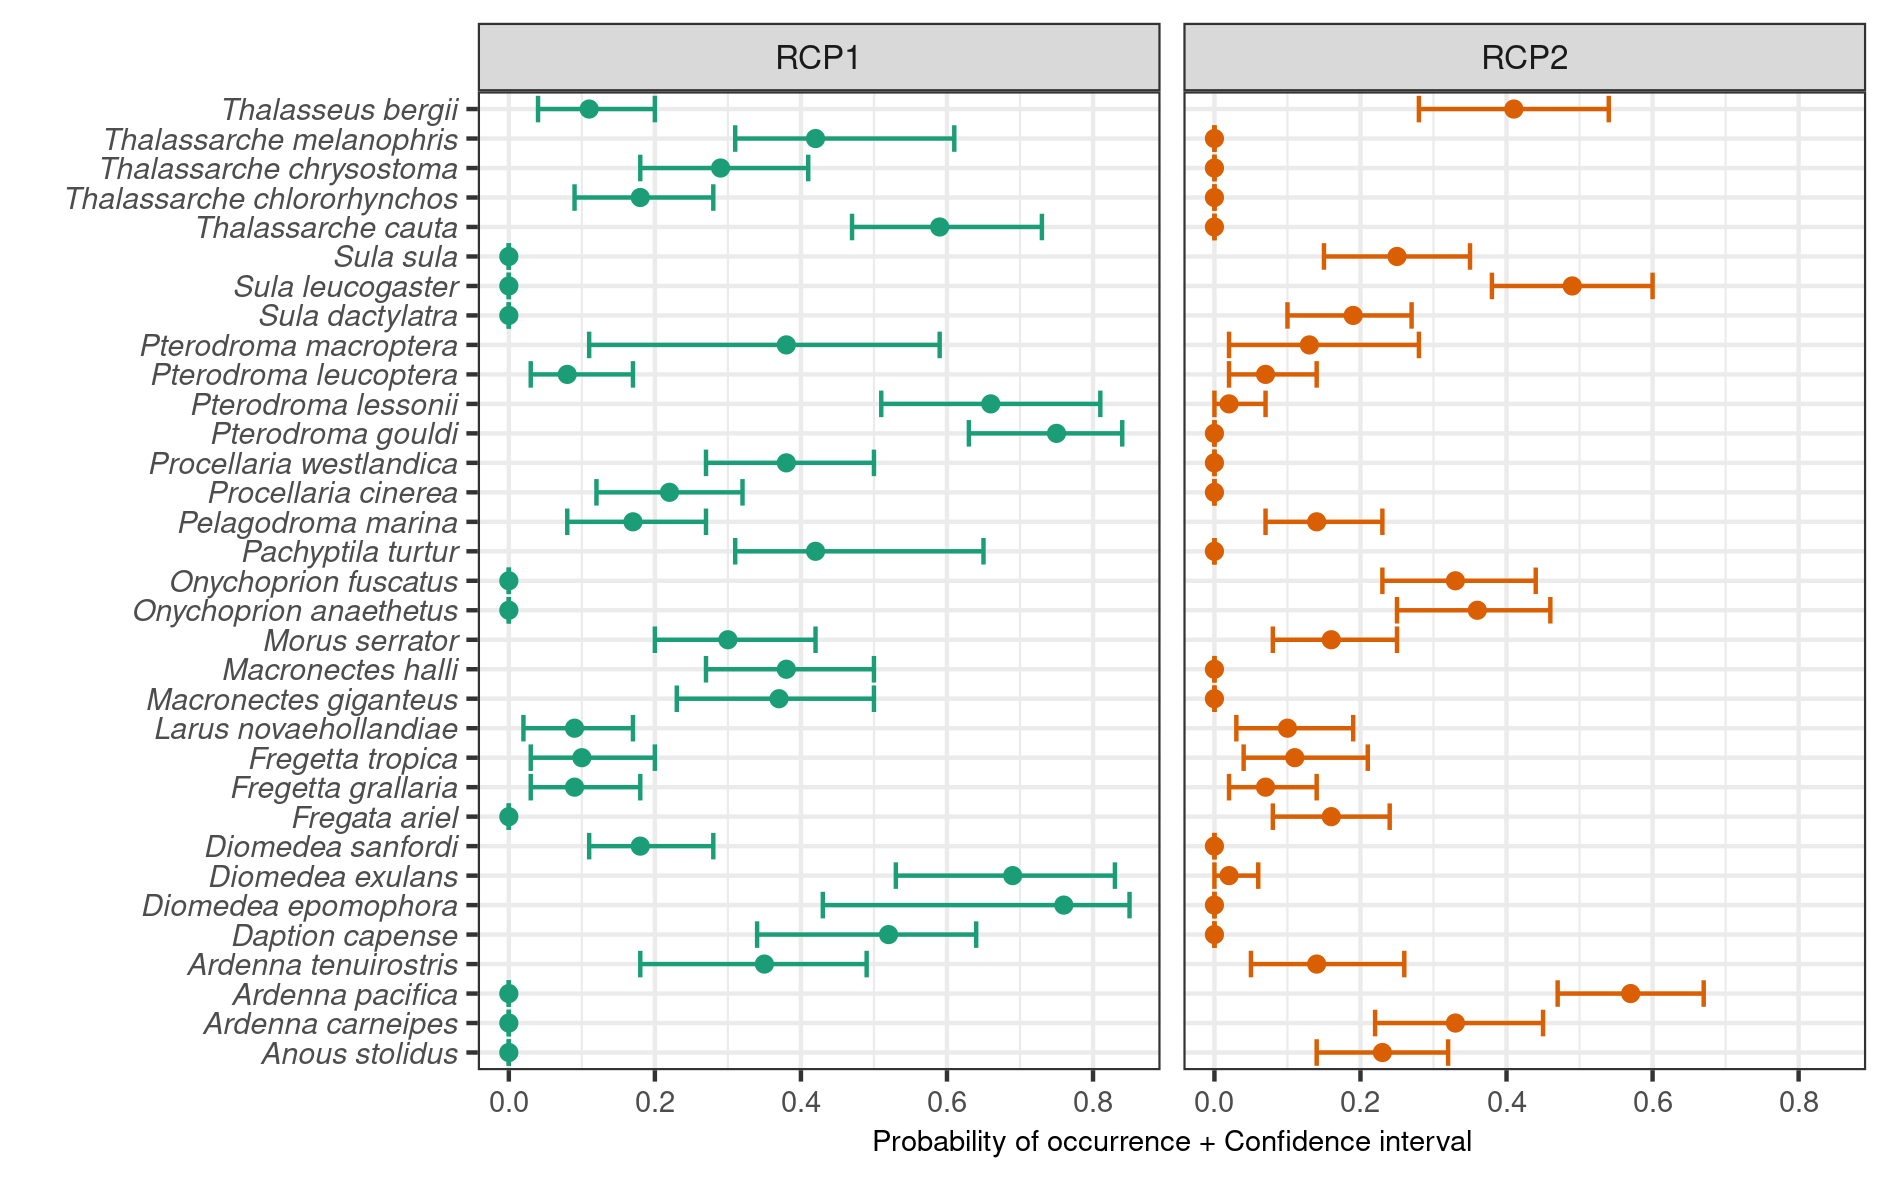 RCP1
RCP2
Thalasseus bergii
Thalassarche melanophris
Thalassarche chrysostoma
Thalassarche chlororhynchos
Thalassarche cauta
Sula sula
Sula leucogaster
Sula dactylatra
Pterodroma macroptera
Pterodroma leucoptera
Pterodroma lessonii
Pterodroma gouldi
Procellaria westlandica
Procellaria cinerea
Pelagodroma marina
Pachyptila turtur
Onychoprion fuscatus
Onychoprion anaethetus
Morus serrator
Macronectes halli
Macronectes giganteus
Larus novaehollandiae
Fregetta tropica
Fregetta grallaria
Fregata ariel
Diomedea sanfordi
Diomedea exulans
Diomedea epomophora
Daption capense
Ardenna tenuirostris
Ardenna pacifica
Ardenna carneipes
Anous stolidus
0.0 0.2 0.4 0.6 0.8
0.0 0.2 0.4 0.6 0.8
Probability of occurrence + Confidence interval